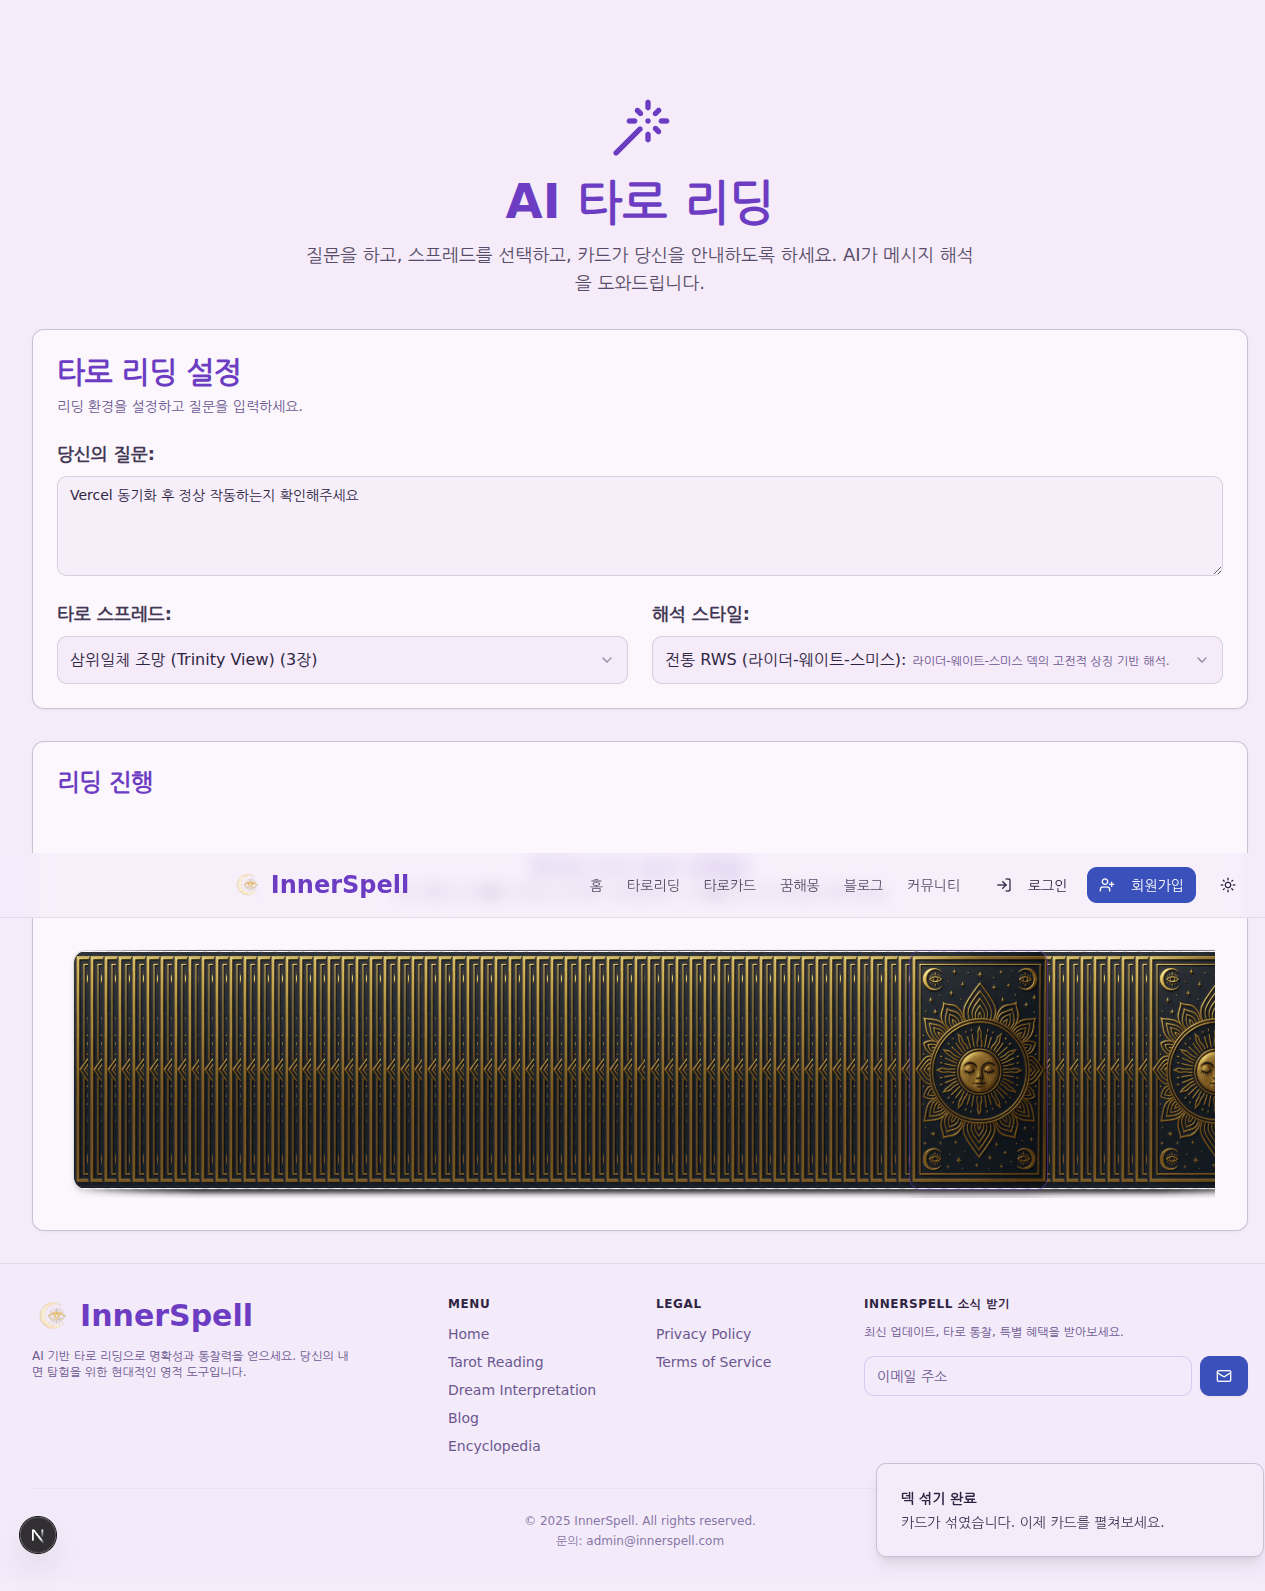 AI 타로 리딩
질문을 하고, 스프레드를 선택하고, 카드가 당신을 안내하도록 하세요. AI가 메시지 해석
을 도와드립니다.
타로 리딩 설정
리딩 환경을 설정하고 질문을 입력하세요.
당신의 질문:
Vercel 동기화 후 정상 작동하는지 확인해주세요
타로 스프레드:
해석 스타일:
삼위일체 조망 (Trinity View) (3장)
전통 RWS (라이더-웨이트-스미스): 라이더-웨이트-스미스 덱의 고전적 상징 기반 해석.
리딩 진행
InnerSpell
홈
타로리딩
타로카드
꿈해몽
블로그
커뮤니티
로그인
회원가입
InnerSpell
AI 기반 타로 리딩으로 명확성과 통찰력을 얻으세요. 당신의 내
면 탐험을 위한 현대적인 영적 도구입니다.
MENU
Home
Tarot Reading
Dream Interpretation
Blog
Encyclopedia
LEGAL
Privacy Policy
Terms of Service
INNERSPELL 소식 받기
최신 업데이트, 타로 통찰, 특별 혜택을 받아보세요.
이메일 주소
© 2025 InnerSpell. All rights reserved.
문의: admin@innerspell.com
덱 섞기 완료
카드가 섞였습니다. 이제 카드를 펼쳐보세요.
N